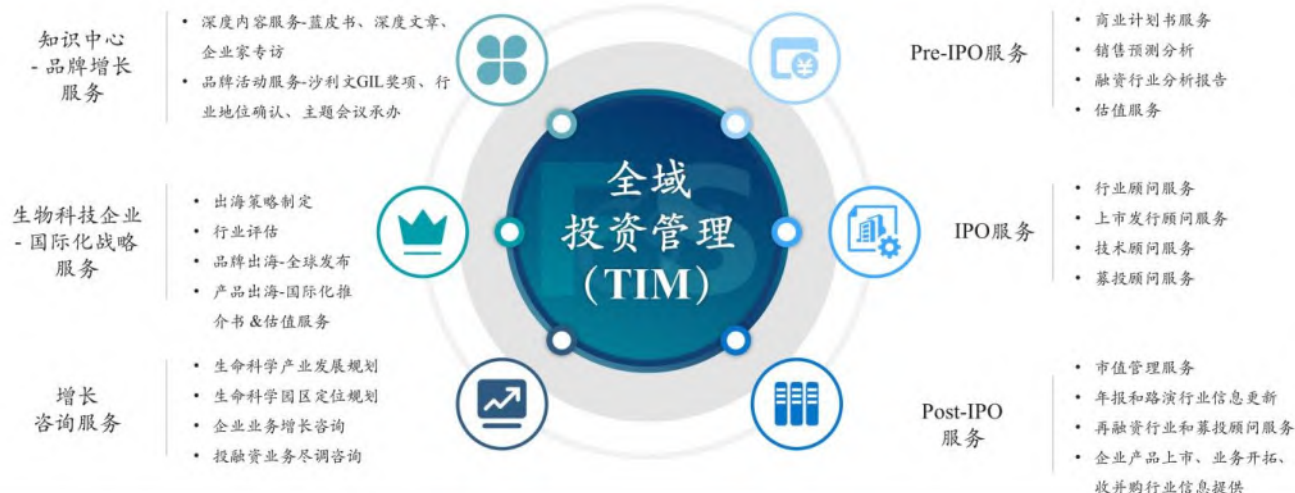 知识中心
- 品牌增长
服务
• 深度内容服务-蓝皮书、深度文章、
企业家专访
• 品牌活动服务-沙利文GIL奖项、行
业地位确认、主题会议承办
生物科技企业
- 国际化战略
服务
• 出海策略制定
• 行业评估
• 品牌出海-全球发布
• 产品出海-国际化推
介书 &估值服务
增长
咨询服务
• 生命科学产业发展规划
• 生命科学园区定位规划
• 企业业务增长咨询
• 投融资业务尽调咨询
全域
投资管理
（TIM）
Pre-IPO服务
• 商业计划书服务
• 销售预测分析
• 融资行业分析报告
• 估值服务
IPO服务
• 行业顾问服务
• 上市发行顾问服务
• 技术顾问服务
• 募投顾问服务
Post-IPO
服务
• 市值管理服务
• 年报和路演行业信息更新
• 再融资行业和募投顾问服务
• 企业产品上市、业务开拓、
收并购行业信息提供